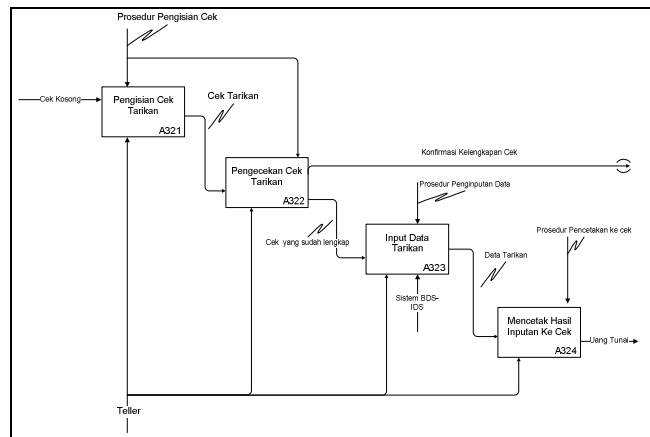 Prosedur Pengisian Cek
Cek Kosong
Pengisian Cek
Tarikan
A321
Cek Tarikan
Pengecekan Cek
Tarikan
A322
Konfirmasi Kelengkapan Cek
Prosedur Penginputan Data
Cek yang sudah lengkap
Input Data
Tarikan
A323
Prosedur Pencetakan ke cek
Data Tarikan
Sistem BDS-
IDS
Mencetak Hasil
Inputan Ke Cek
A324
Uang Tunai
Teller